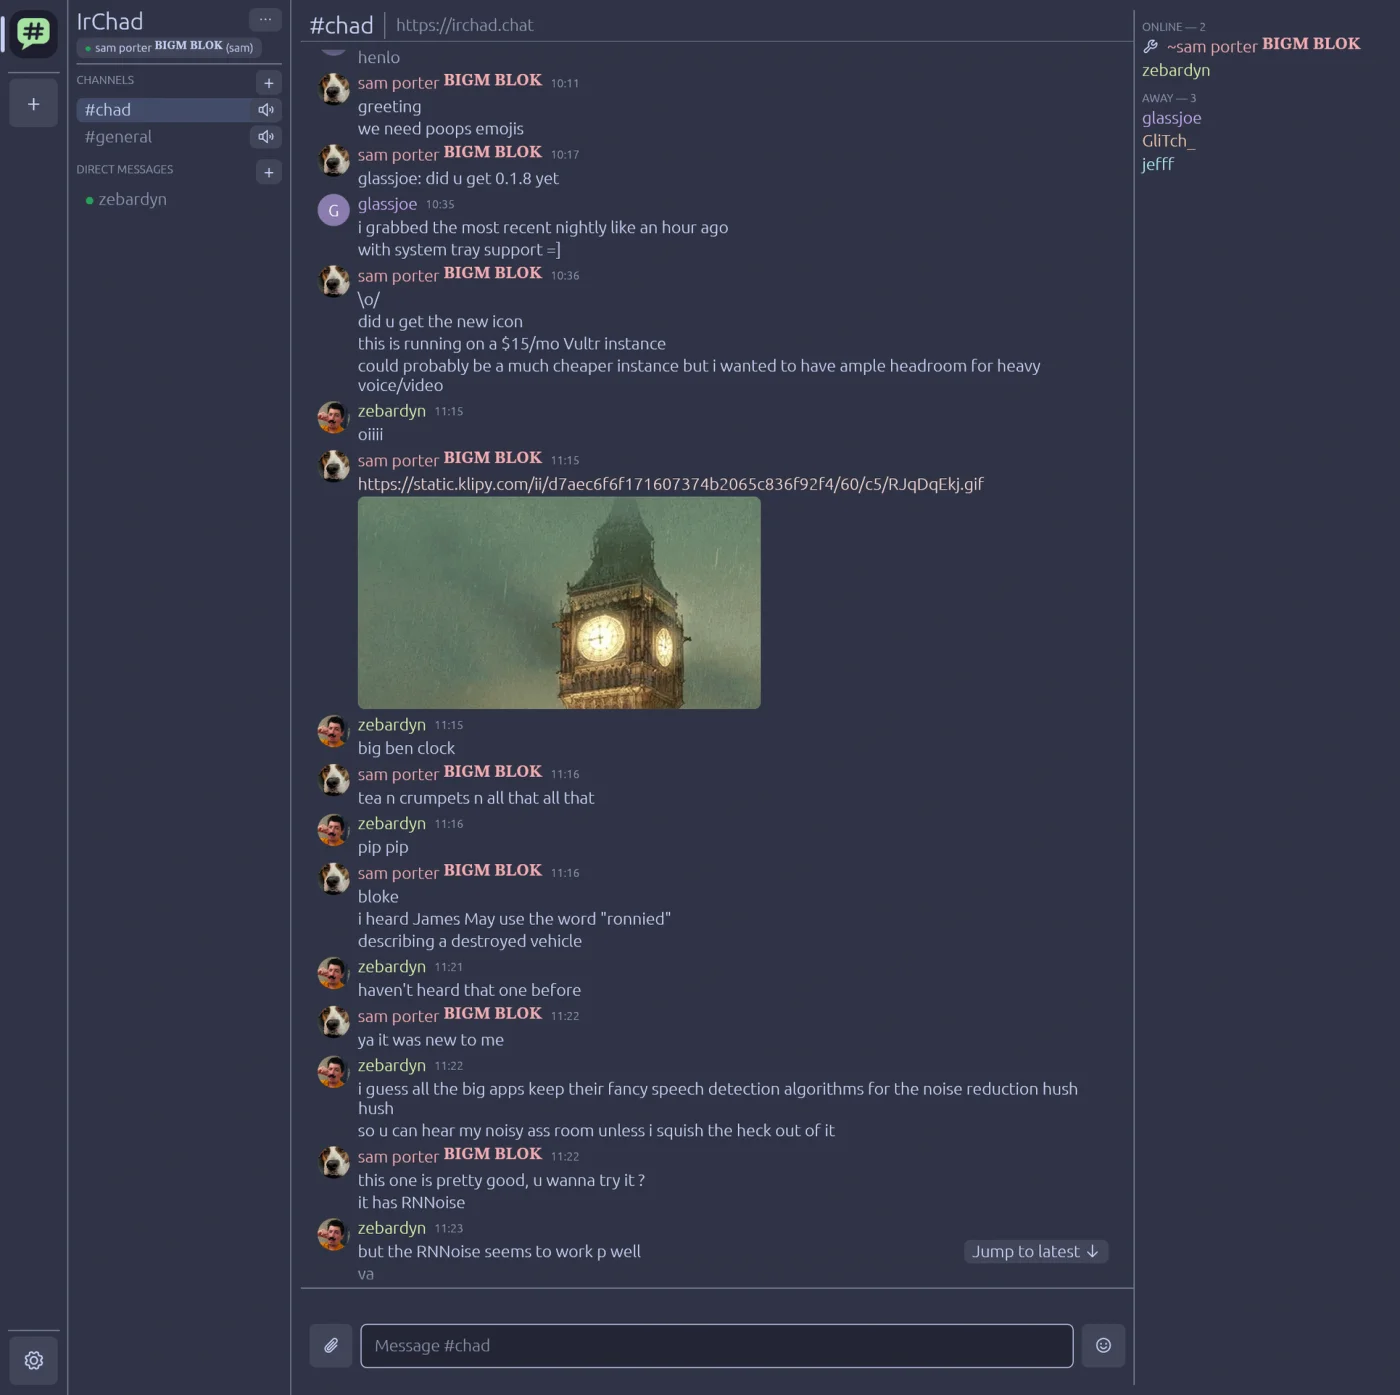 IrChad
...
sam porter BIGM BLOK (sam)
CHANNELS
#chad
#general
DIRECT MESSAGES
zebardyn
#chad
https://irchad.chat
henlo
sam porter BIGM BLOK 10:11
greeting
we need poops emojis
sam porter BIGM BLOK 10:17
glassjoe: did u get 0.1.8 yet
G
glassjoe 10:35
i grabbed the most recent nightly like an hour ago
with system tray support =]
sam porter BIGM BLOK 10:36
\o/
did u get the new icon
this is running on a $15/mo Vultr instance
could probably be a much cheaper instance but i wanted to have ample headroom for heavy
voice/video
zebardyn 11:15
oiiii
sam porter BIGM BLOK 11:15
https://static.klipy.com/ii/d7aec6f6f171607374b2065c836f92f4/60/c5/RJqDqEkj.gif
zebardyn 11:15
big ben clock
sam porter BIGM BLOK 11:16
tea n crumpets n all that all that
zebardyn 11:16
pip pip
sam porter BIGM BLOK 11:16
bloke
i heard James May use the word "ronnied"
describing a destroyed vehicle
zebardyn 11:21
haven't heard that one before
sam porter BIGM BLOK 11:22
ya it was new to me
zebardyn 11:22
i guess all the big apps keep their fancy speech detection algorithms for the noise reduction hush
hush
so u can hear my noisy ass room unless i squish the heck out of it
sam porter BIGM BLOK 11:22
this one is pretty good, u wanna try it ?
it has RNNoise
zebardyn 11:23
but the RNNoise seems to work p well
ya
Jump to latest ↓
Message #chad
ONLINE — 2
~sam porter BIGM BLOK
zebardyn
AWAY — 3
glassjoe
GliTch_
jefff